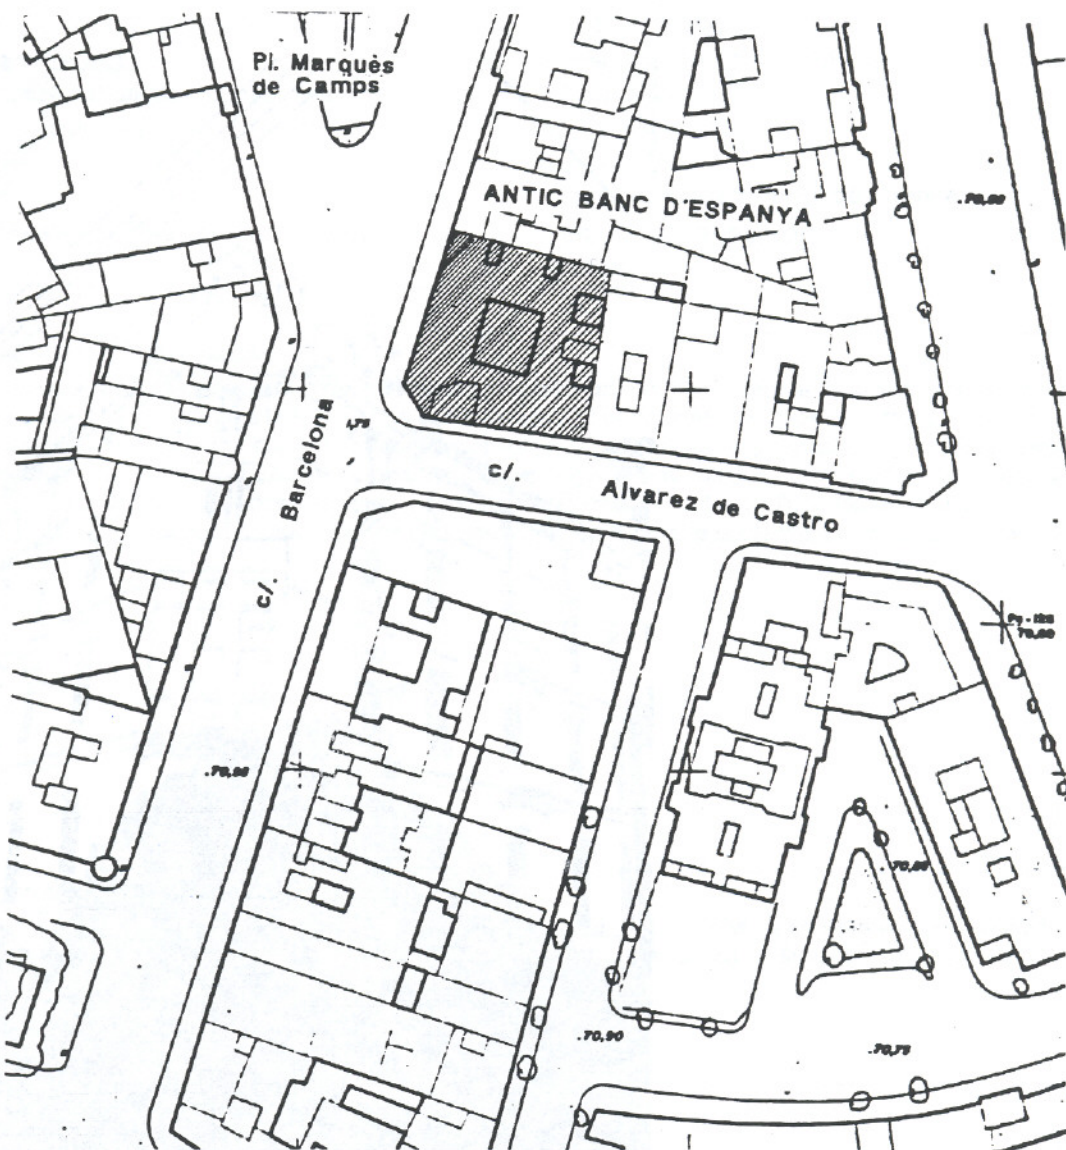 Pl. Marquès
de Camps
ANTIC BANC D'ESPANYA
Barcelona
c/.
c/.
Alvarez de Castro
.70,90
.70,75